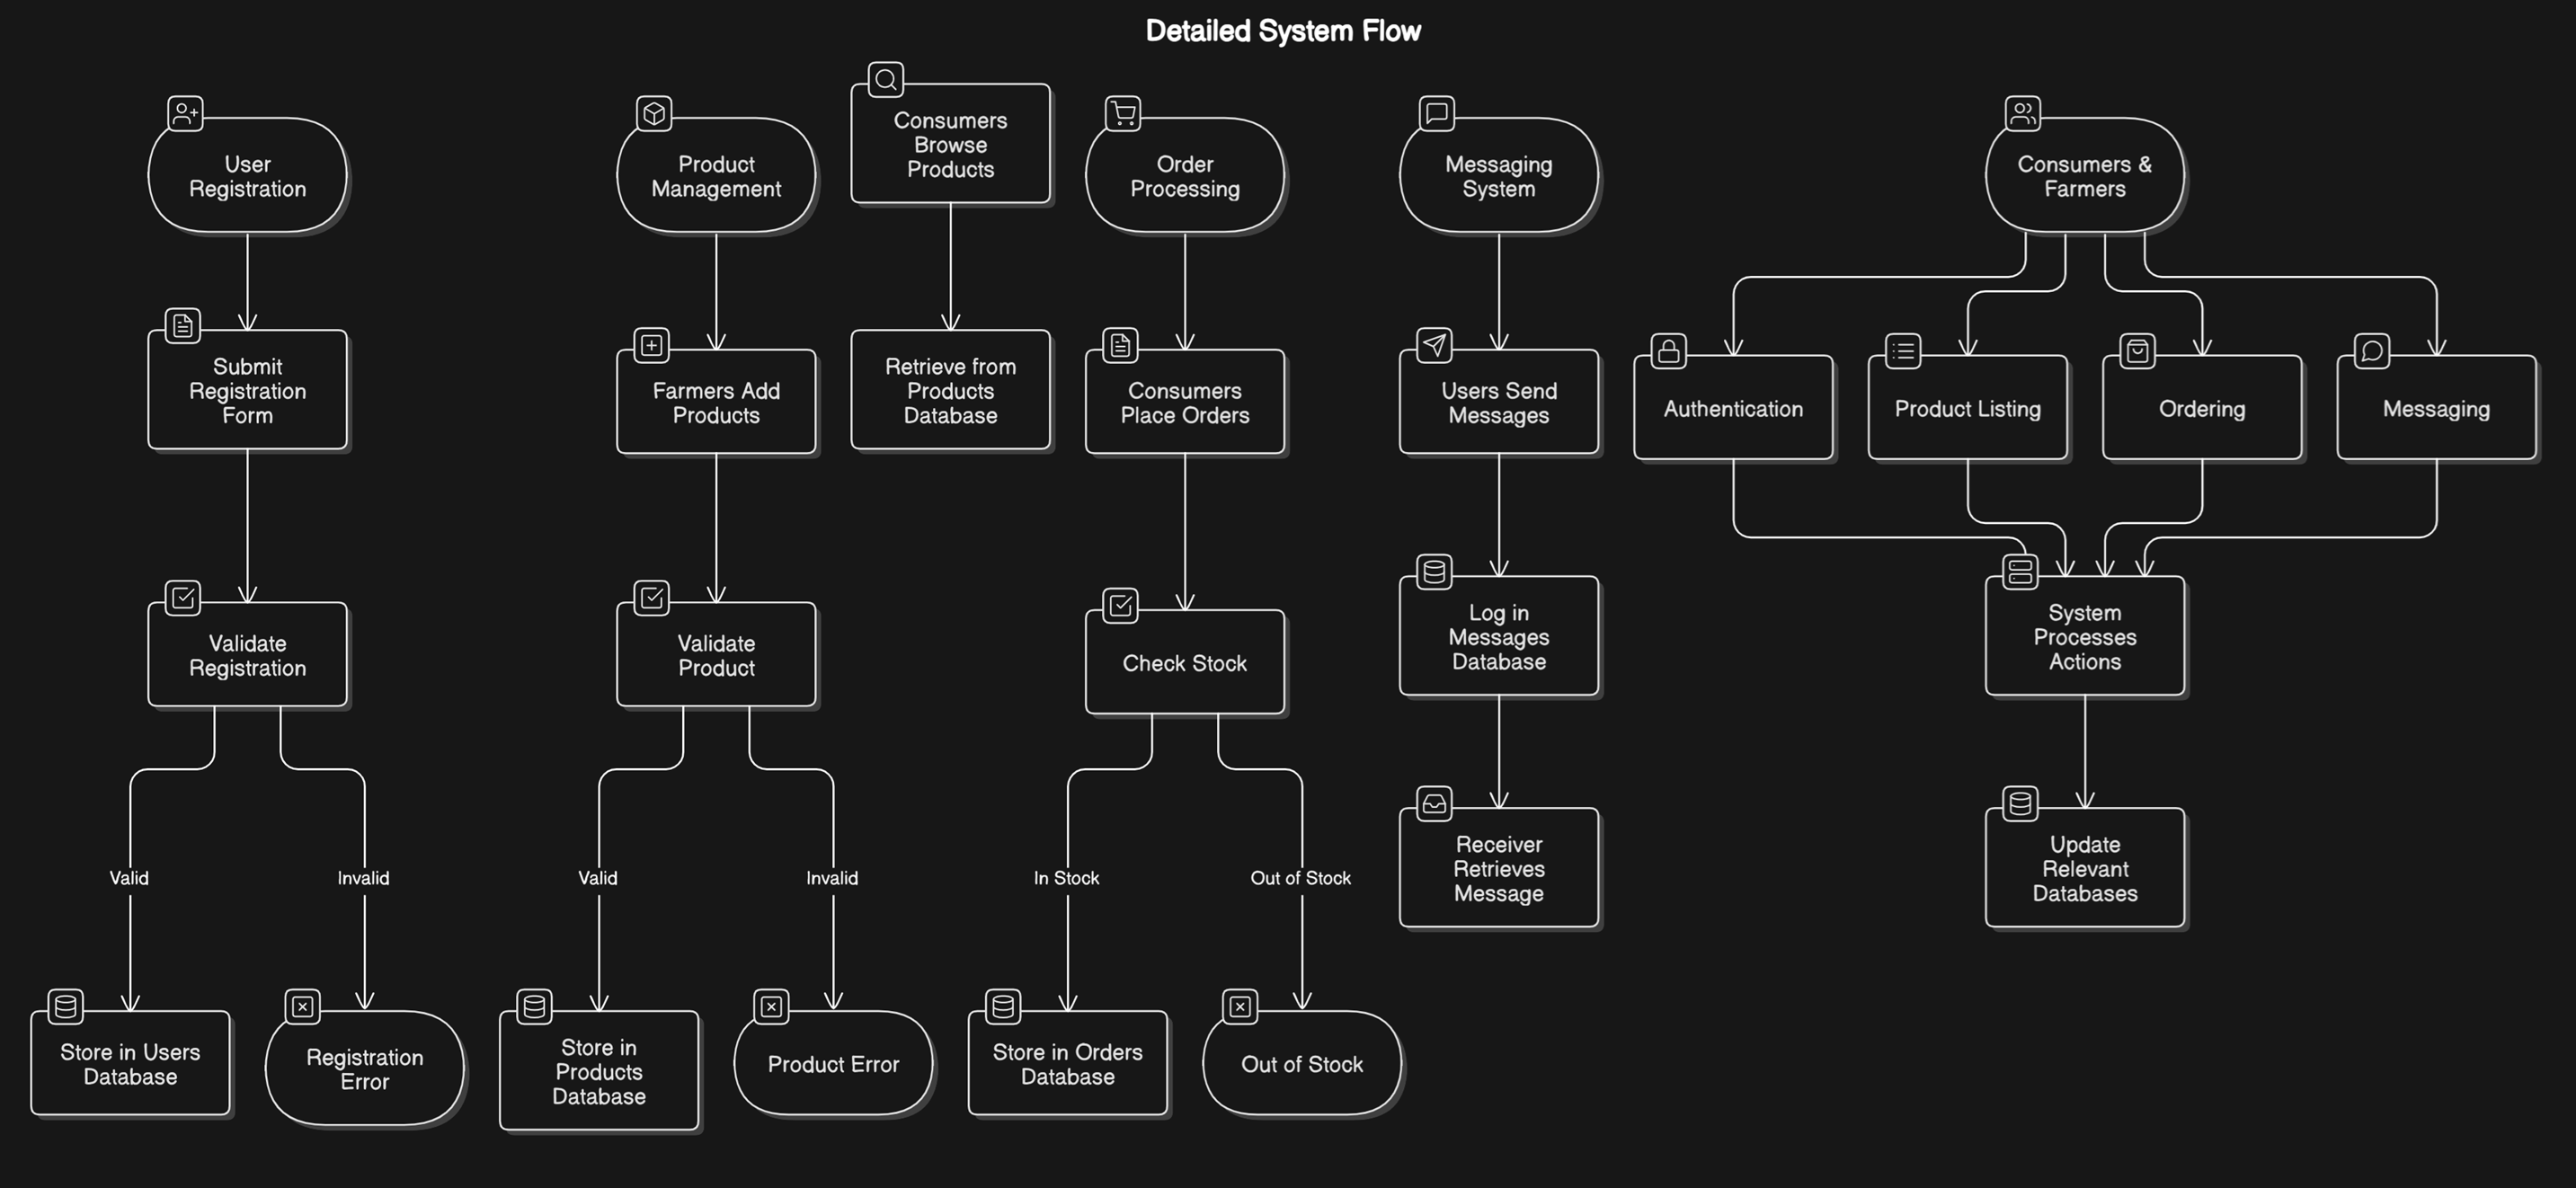 Detailed System Flow
User
Registration
Submit
Registration
Form
Validate
Registration
Valid
Invalid
Store in Users
Database
Registration
Error
Product
Management
Farmers Add
Products
Validate
Product
Valid
Invalid
Store in
Products
Database
Product Error
Consumers
Browse
Products
Retrieve from
Products
Database
Order
Processing
Consumers
Place Orders
Check Stock
In Stock
Out of Stock
Store in Orders
Database
Out of Stock
Messaging
System
Users Send
Messages
Log in
Messages
Database
Receiver
Retrieves
Message
Consumers &
Farmers
Authentication
Product Listing
Ordering
Messaging
System
Processes
Actions
Update
Relevant
Databases